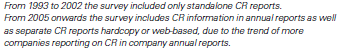 From 1993 to 2002 the survey included only standalone CR reports.
From 2005 onwards the survey includes CR information in annual reports as well
as separate CR reports hardcopy or web-based, due to the trend of more
companies reporting on CR in company annual reports.